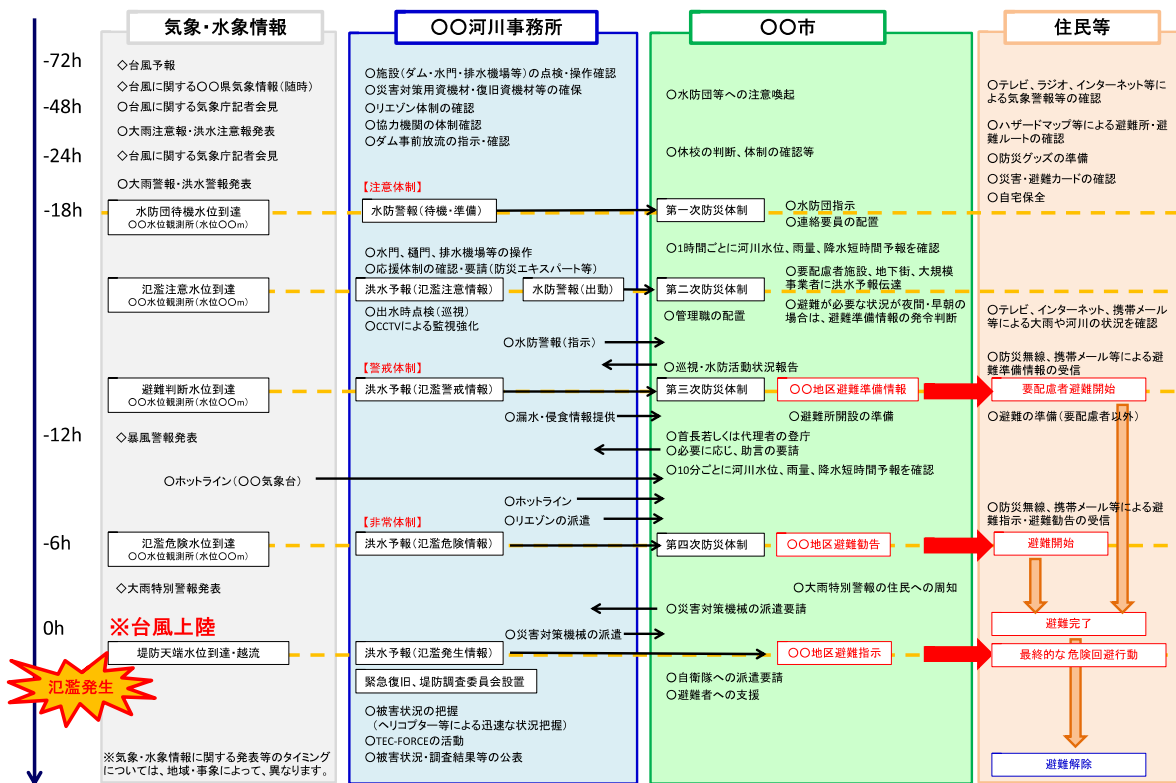 気象・水象情報
〇〇河川事務所
〇〇市
住民等
-72h
-48h
-24h
-18h
-12h
-6h
0h
氾濫発生
◇台風予報
◇台風に関する〇〇県気象情報（随時）
〇台風に関する気象庁記者会見
〇大雨注意報・洪水注意報発表
◇台風に関する気象庁記者会見
〇大雨警報・洪水警報発表
水防団待機水位到達
〇〇水位観測所（水位〇〇m）
氾濫注意水位到達
〇〇水位観測所（水位〇〇m）
避難判断水位到達
〇〇水位観測所（水位〇〇m）
◇暴風警報発表
〇ホットライン（〇〇気象台）
氾濫危険水位到達
〇〇水位観測所（水位〇〇m）
◇大雨特別警報発表
※台風上陸
堤防天端水位到達・越流
※気象・水象情報に関する発表等のタイミング
については、地域・事象によって、異なります。
〇施設（ダム・水門・排水機場等）の点検・操作確認
〇災害対策用資機材・復旧資機材等の確保
〇リエゾン体制の確認
〇協力機関の体制確認
〇ダム事前放流の指示・確認
【注意体制】
水防警報（待機・準備）
〇水門、樋門、排水機場等の操作
〇応援体制の確認・要請（防災エキスパート等）
洪水予報（氾濫注意情報）
水防警報（出動）
〇出水時点検（巡視）
〇CCTVによる監視強化
〇水防警報（指示）
【警戒体制】
洪水予報（氾濫警戒情報）
〇漏水・侵食情報提供
〇ホットライン
〇リエゾンの派遣
【非常体制】
洪水予報（氾濫危険情報）
〇災害対策機械の派遣
洪水予報（氾濫発生情報）
緊急復旧、堤防調査委員会設置
〇被害状況の把握
（ヘリコプター等による迅速な状況把握）
〇TEC-FORCEの活動
〇被害状況・調査結果等の公表
〇水防団等への注意喚起
〇休校の判断、体制の確認等
第一次防災体制
〇水防団指示
〇連絡要員の配置
〇1時間ごとに河川水位、雨量、降水短時間予報を確認
第二次防災体制
〇要配慮者施設、地下街、大規模
事業者に洪水予報伝達
〇管理職の配置
〇避難が必要な状況が夜間・早朝の
場合は、避難準備情報の発令判断
〇巡視・水防活動状況報告
第三次防災体制
〇〇地区避難準備情報
〇避難所開設の準備
〇首長若しくは代理者の登庁
〇必要に応じ、助言の要請
〇10分ごとに河川水位、雨量、降水短時間予報を確認
第四次防災体制
〇〇地区避難勧告
〇大雨特別警報の住民への周知
〇災害対策機械の派遣要請
〇〇地区避難指示
〇自衛隊への派遣要請
〇避難者への支援
〇テレビ、ラジオ、インターネット等に
よる気象警報等の確認
〇ハザードマップ等による避難所・避
難ルートの確認
〇防災グッズの準備
〇災害・避難カードの確認
〇自宅保全
〇テレビ、インターネット、携帯メール
等による大雨や河川の状況を確認
〇防災無線、携帯メール等による避
難準備情報の受信
要配慮者避難開始
〇避難の準備（要配慮者以外）
〇防災無線、携帯メール等による避
難指示・避難勧告の受信
避難開始
避難完了
最終的な危険回避行動
避難解除